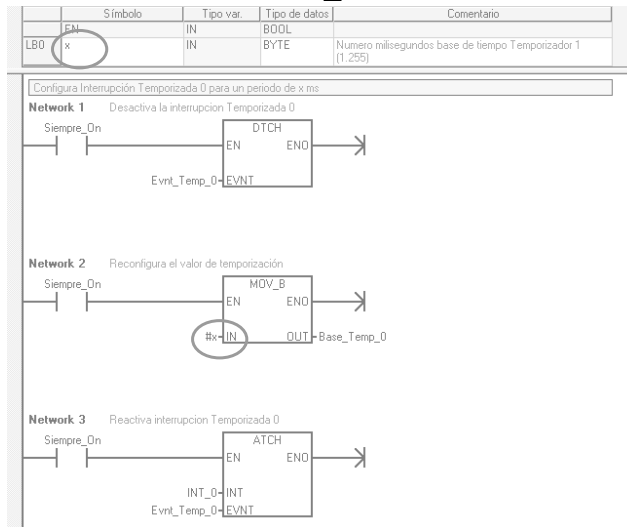 Símbolo Tipo var. Tipo de datos Comentario
EN IN BOOL
LB0 x IN BYTE Numero milisegundos base de tiempo Temporizador 1
(1.255)
Configura Interrupción Temporizada 0 para un periodo de x ms
Network 1 Desactiva la interrupcion Temporizada 0
Siempre_On DTCH
EN ENO
Evnt_Temp_0 EVNT
Network 2 Reconfigura el valor de temporización
Siempre_On MOV_B
EN ENO
#x IN OUT Base_Temp_0
Network 3 Reactiva interrupcion Temporizada 0
Siempre_On ATCH
EN ENO
INT_0 INT
Evnt_Temp_0 EVNT